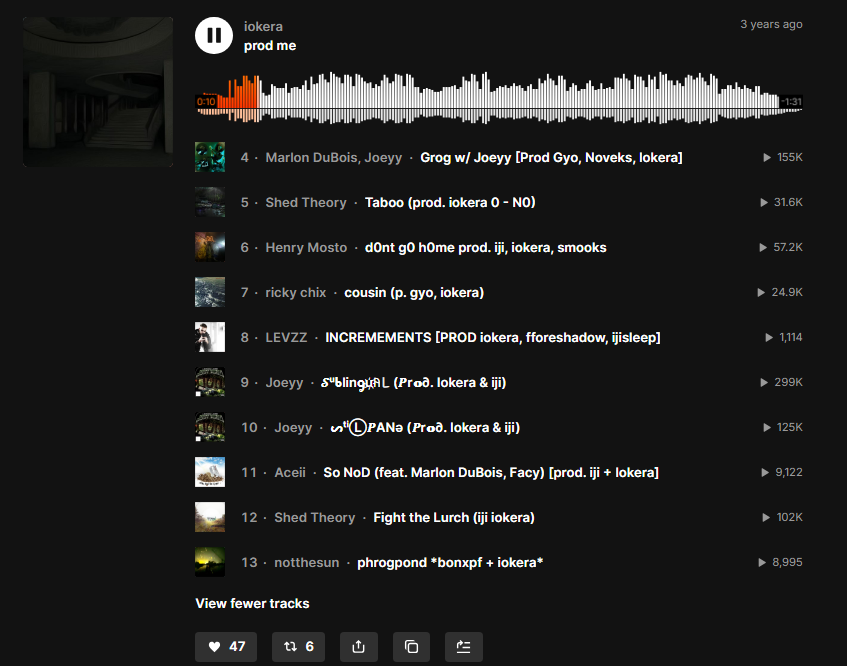 iokera
3 years ago
prod me
0:10
-1:31
4 · Marlon DuBois, Joeyy · Grog w/ Joeyy [Prod Gyo, Noveks, Iokera] 155K
5 · Shed Theory · Taboo (prod. iokera 0 - N0) 31.6K
6 · Henry Mosto · d0nt g0 h0me prod. iji, iokera, smooks 57.2K
7 · ricky chix · cousin (p. gyo, iokera) 24.9K
8 · LEVZZ · INCREMEMENTS [PROD iokera, fforeshadow, ijisleep] 1,114
9 · Joeyy · (𝑷r𝝮∂. Iokera & iji) 299K
10 · Joeyy · ᔕᵗⁱⓁ𝑷ANǝ (𝑷r𝝮∂. Iokera & iji) 125K
11 · Aceii · So NoD (feat. Marlon DuBois, Facy) [prod. iji + Iokera] 9,122
12 · Shed Theory · Fight the Lurch (iji iokera) 102K
13 · notthesun · phrogpond *bonxpf + iokera* 8,995
View fewer tracks
47 6